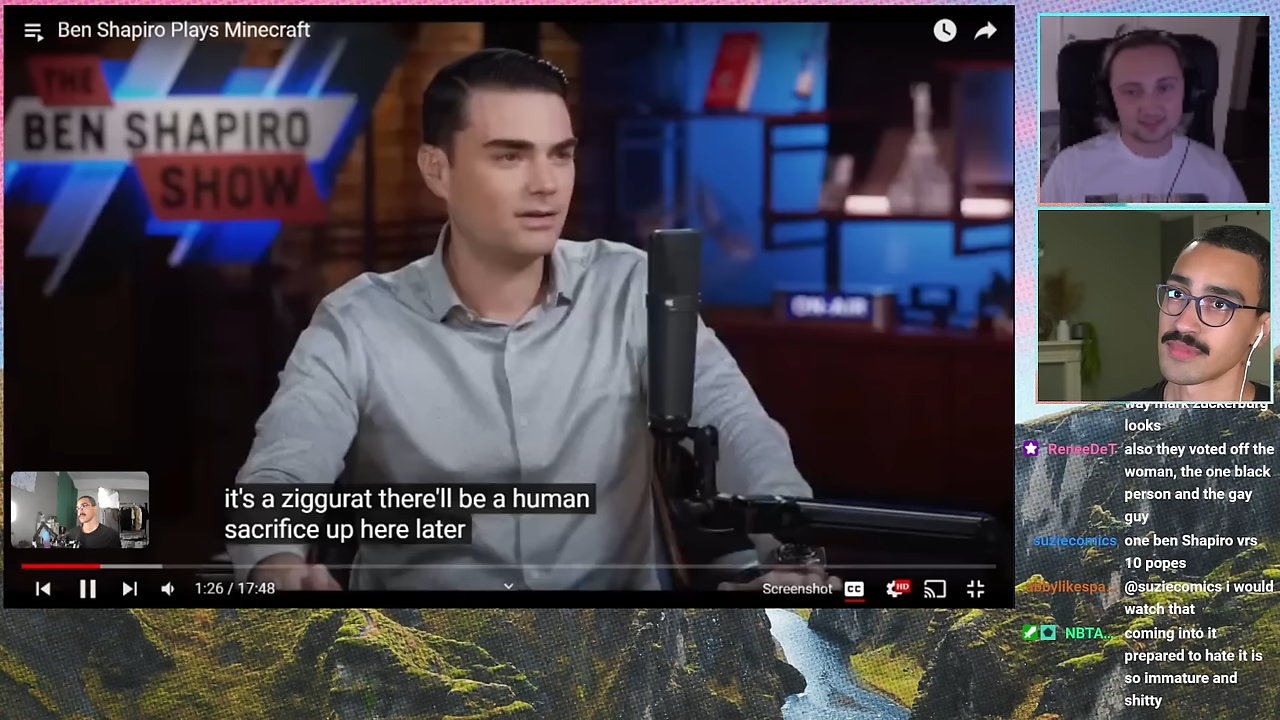 Ben Shapiro Plays Minecraft
THE
BEN SHAPIRO
SHOW
ON-AIR
it's a ziggurat there'll be a human
sacrifice up here later
1:26 / 17:48
Screenshot
CC
HD
way mark zuckerburg
looks
ReneeDeT also they voted off the
woman, the one black
person and the gay
guy
suziecomics one ben Shapiro vrs
10 popes
abbylikespa... @suziecomics i would
watch that
NBTA... coming into it
prepared to hate it is
so immature and
shitty